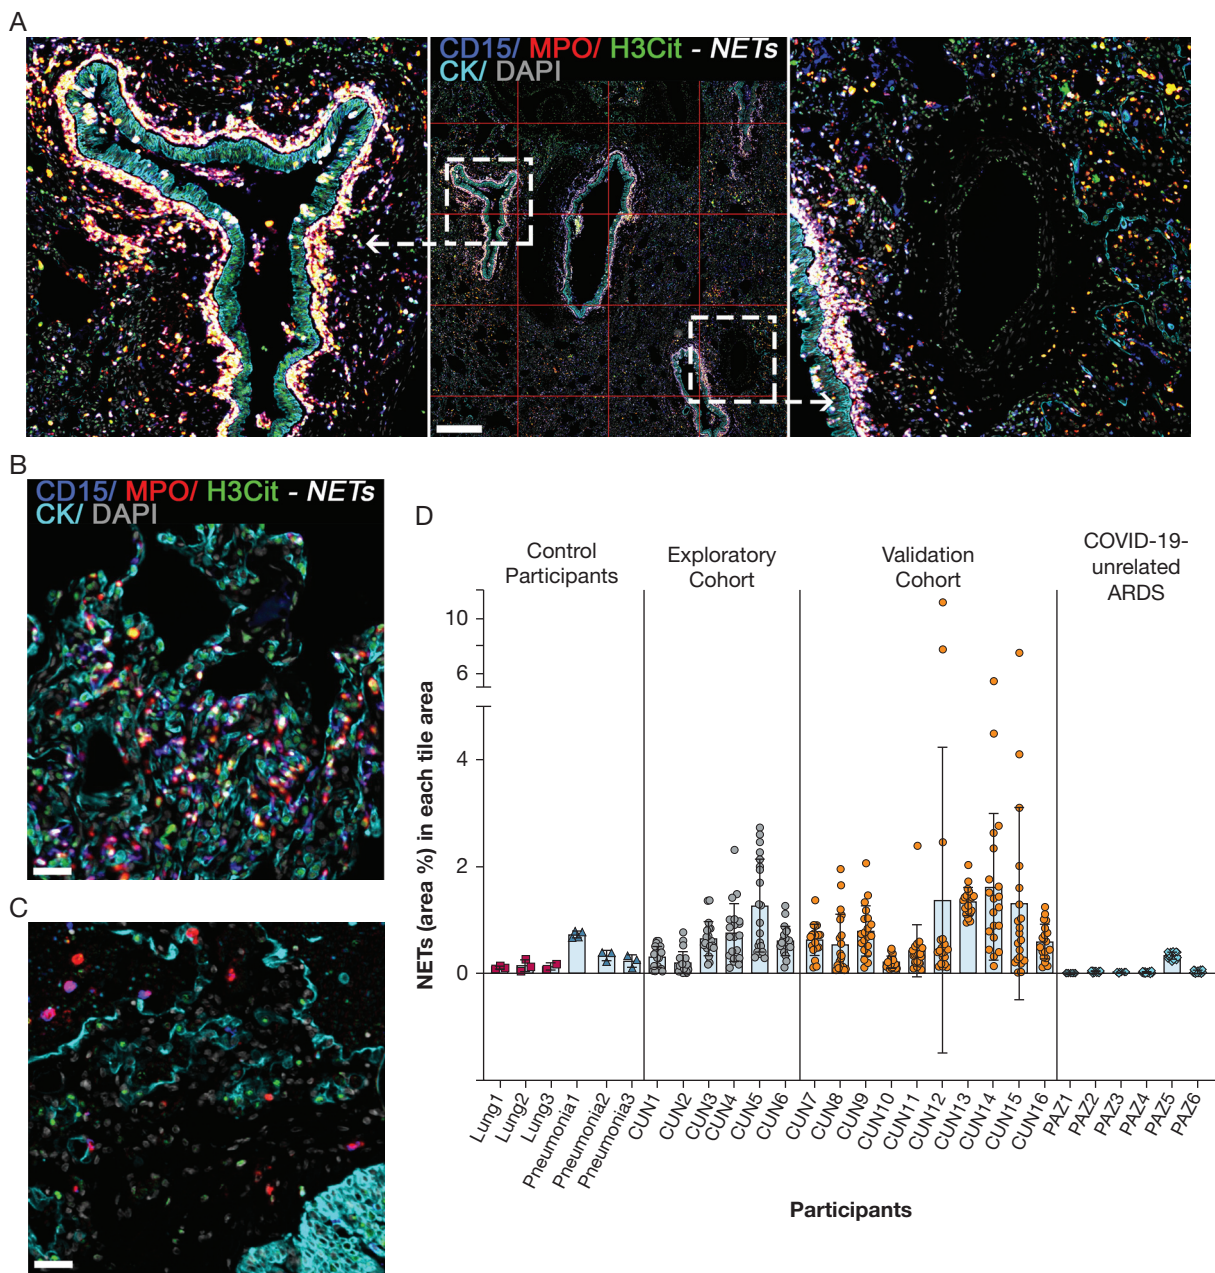 A
CD15/ MPO/ H3Cit - NETs
CK/ DAPI
B
CD15/ MPO/ H3Cit - NETs
CK/ DAPI
C
D
Control
Participants
Exploratory
Cohort
Validation
Cohort
COVID-19-
unrelated
ARDS
NETs (area %) in each tile area
10
6
4
2
0
Lung1
Lung2
Lung3
Pneumonia1
Pneumonia2
Pneumonia3
CUN1
CUN2
CUN3
CUN4
CUN5
CUN6
CUN7
CUN8
CUN9
CUN10
CUN11
CUN12
CUN13
CUN14
CUN15
CUN16
PAZ1
PAZ2
PAZ3
PAZ4
PAZ5
PAZ6
Participants